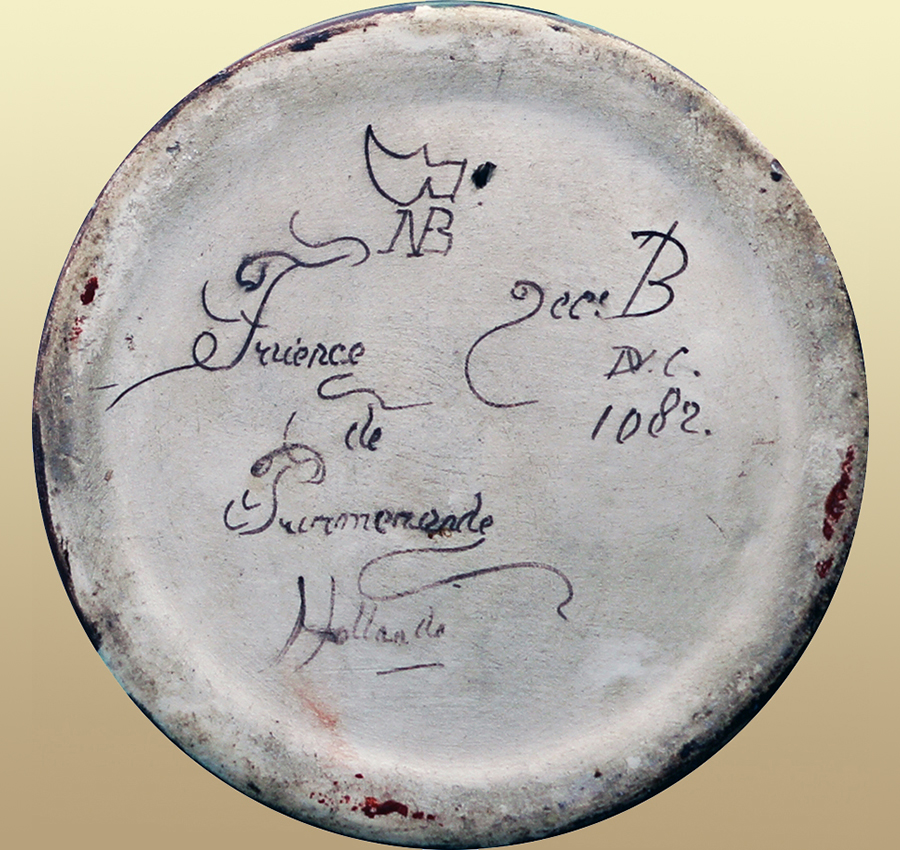 NB
Faience
de
Purmerende
Hollande
Dec: B
1082.